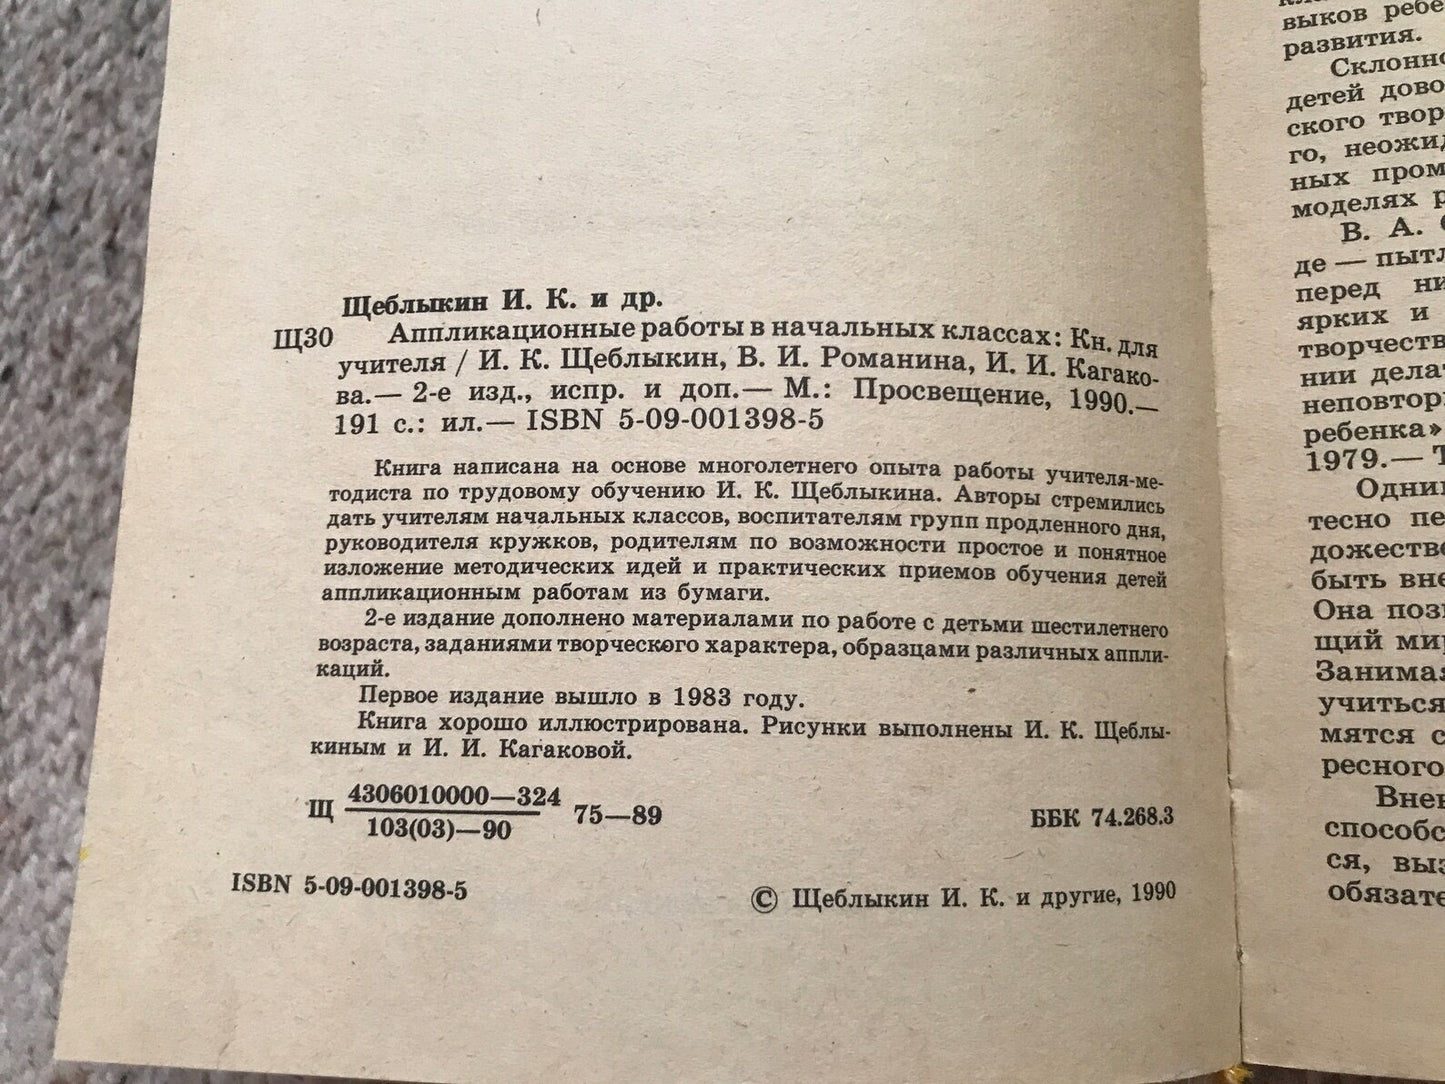 Щеблыкин И. К. и др.
Щ30 Аппликационные работы в начальных классах: Кн. для
учителя / И. К. Щеблыкин, В. И. Романина, И. И. Кагако-
ва.— 2-е изд., испр. и доп.— М.: Просвещение, 1990.—
191 с.: ил.— ISBN 5-09-001398-5
Книга написана на основе многолетнего опыта работы учителя-ме-
тодиста по трудовому обучению И. К. Щеблыкина. Авторы стремились
дать учителям начальных классов, воспитателям групп продленного дня,
руководителя кружков, родителям по возможности простое и понятное
изложение методических идей и практических приемов обучения детей
аппликационным работам из бумаги.
2-е издание дополнено материалами по работе с детьми шестилетнего
возраста, заданиями творческого характера, образцами различных аппли-
каций.
Первое издание вышло в 1983 году.
Книга хорошо иллюстрирована. Рисунки выполнены И. К. Щеблы-
киным и И. И. Кагаковой.
Щ 4306010000—324 75—89
103(03)—90
ББК 74.268.3
ISBN 5-09-001398-5
© Щеблыкин И. К. и другие, 1990
выков ребе
развития.
Склонно
детей дово
ского твор
го, неожид
ных пром
моделях р
В. А.
де — пытл
перед ни
ярких и
творчеств
нии делат
неповтор
ребенка»
1979.— Т
Одним
тесно пе
дожестве
быть вне
Она поз
щий мир
Занимая
учиться
мятся с
ресного
Внек
способс
ся, выз
обязате